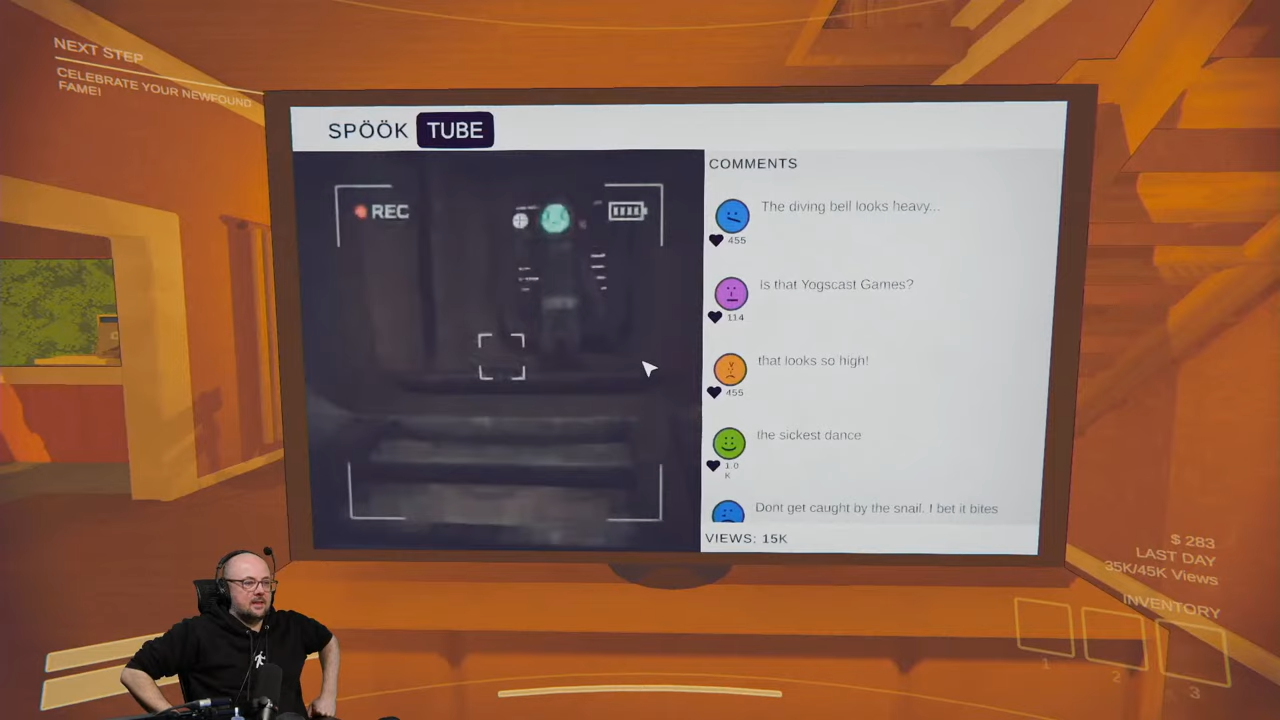 NEXT STEP
CELEBRATE YOUR NEWFOUND
FAME!
SPÖÖK TUBE
REC
COMMENTS
The diving bell looks heavy...
455
Is that Yogscast Games?
114
that looks so high!
455
the sickest dance
1.0
K
Dont get caught by the snail. I bet it bites
VIEWS: 15K
$ 283
LAST DAY
35K/45K Views
INVENTORY
1
2
3